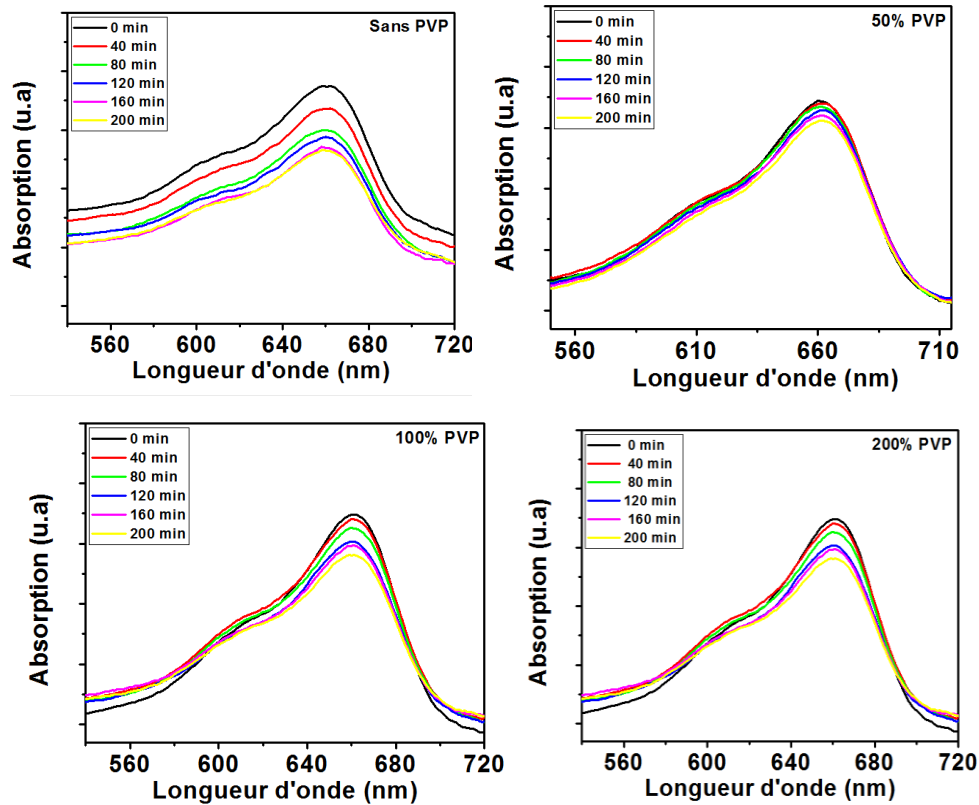 Sans PVP
0 min
40 min
80 min
120 min
160 min
200 min
Absorption (u.a)
560 600 640 680 720
Longueur d'onde (nm)
50% PVP
0 min
40 min
80 min
120 min
160 min
200 min
Absorption (u.a)
560 610 660 710
Longueur d'onde (nm)
100% PVP
0 min
40 min
80 min
120 min
160 min
200 min
Absorption (u.a)
560 600 640 680 720
Longueur d'onde (nm)
200% PVP
0 min
40 min
80 min
120 min
160 min
200 min
Absorption (u.a)
560 600 640 680 720
Longueur d'onde (nm)